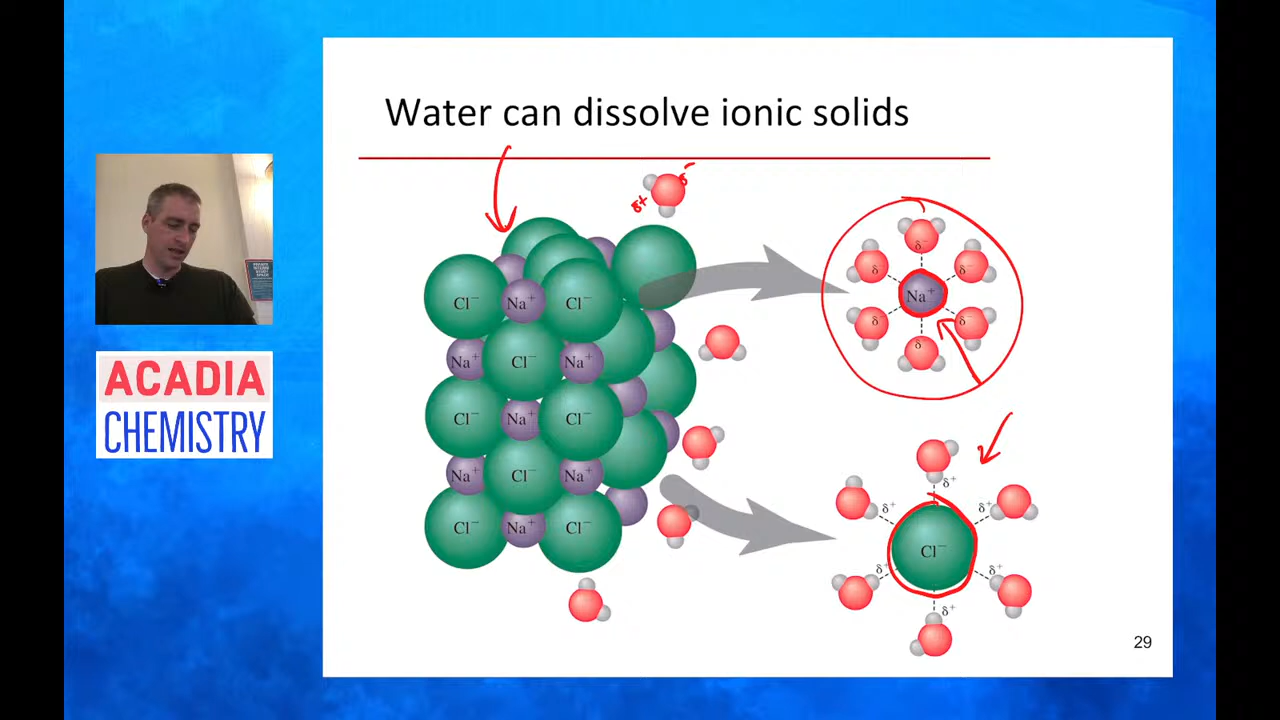 Water can dissolve ionic solids
δ⁻
δ+
ACADIA
CHEMISTRY
Cl⁻ Na⁺ Cl⁻
Na⁺ Cl⁻ Na⁺
Cl⁻ Na⁺ Cl⁻
Na⁺ Cl⁻ Na⁺
Cl⁻ Na⁺ Cl⁻
δ⁻
δ δ⁻
Na⁺
δ δ⁻
δ
δ⁺
δ⁺ δ⁺
Cl⁻
δ⁺ δ⁺
δ⁺
29